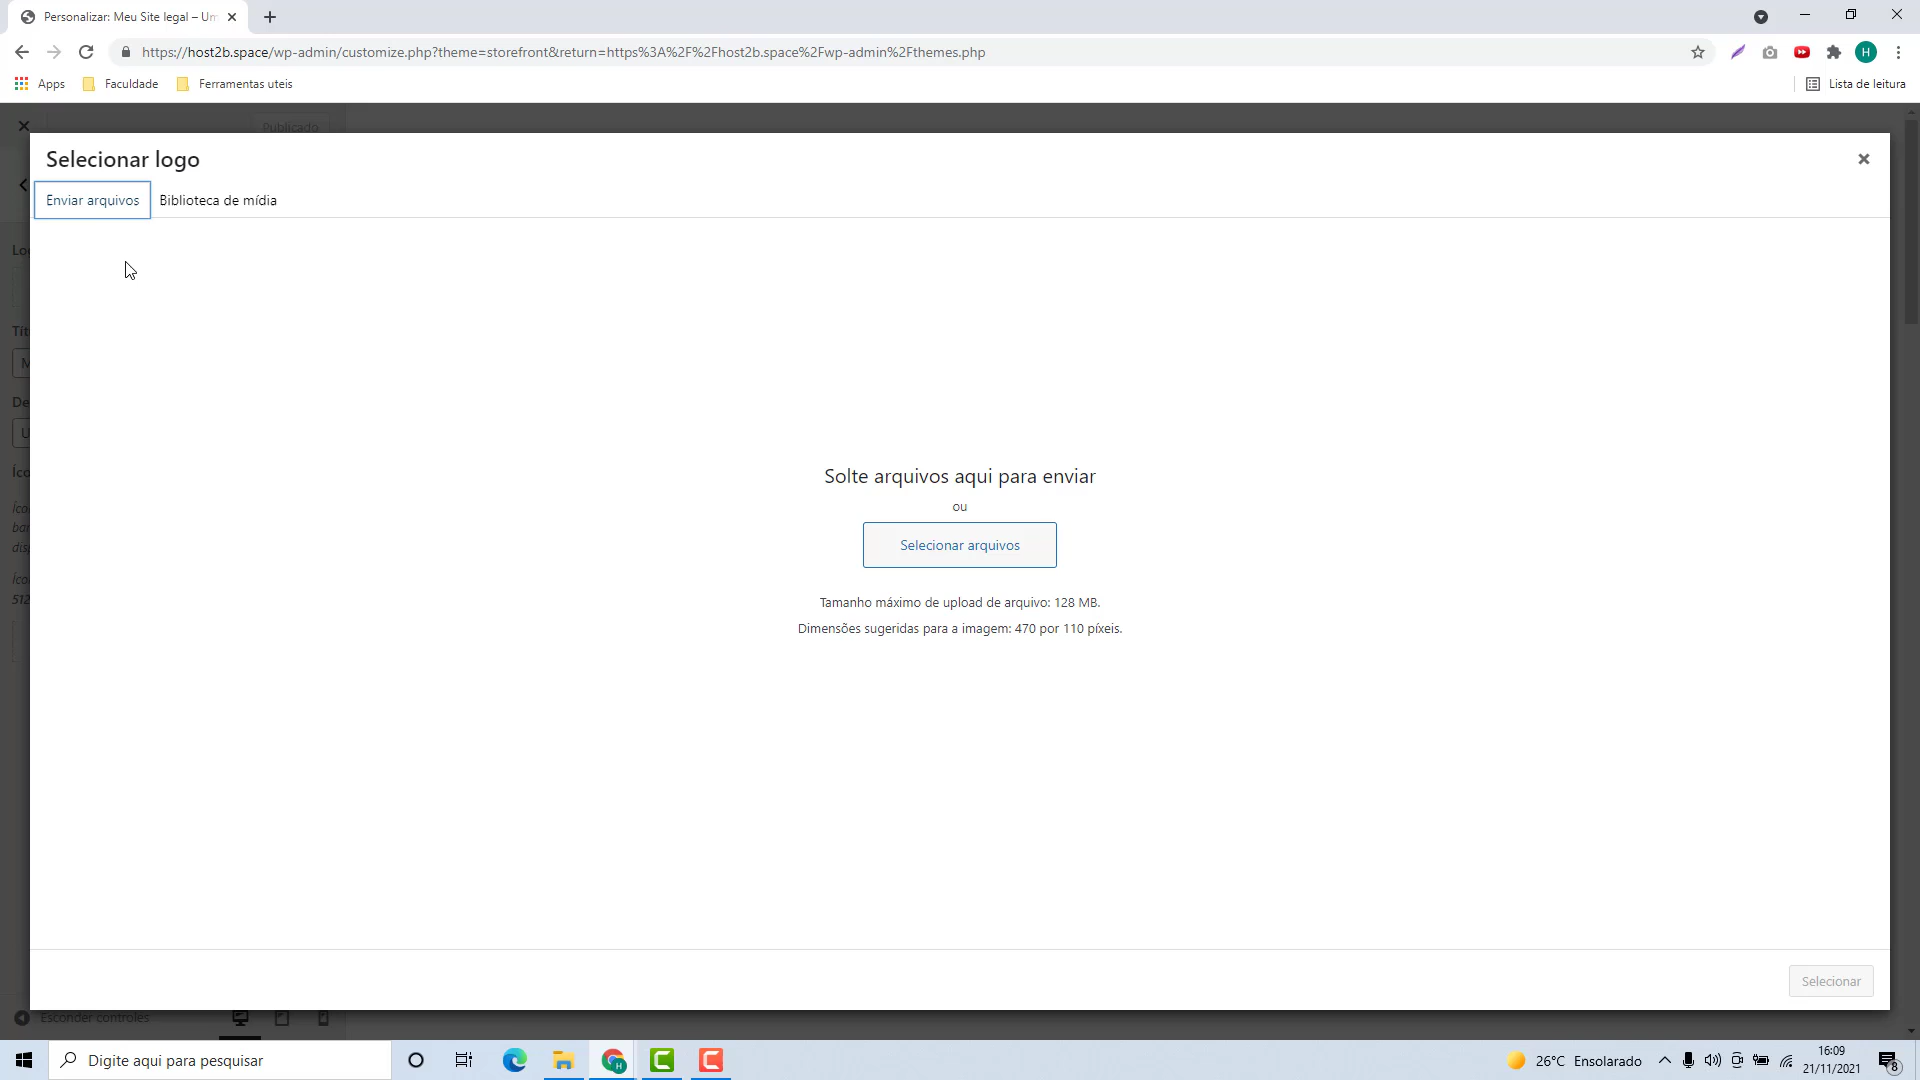 Personalizar: Meu Site legal – Um
https://host2b.space/wp-admin/customize.php?theme=storefront&return=https%3A%2F%2Fhost2b.space%2Fwp-admin%2Fthemes.php
H
Apps
Faculdade
Ferramentas uteis
Lista de leitura
Publicado
Selecionar logo
Enviar arquivos
Biblioteca de mídia
Solte arquivos aqui para enviar
ou
Selecionar arquivos
Tamanho máximo de upload de arquivo: 128 MB.
Dimensões sugeridas para a imagem: 470 por 110 píxeis.
512
Selecionar
Esconder controles
Digite aqui para pesquisar
26°C Ensolarado
16:09
21/11/2021
8